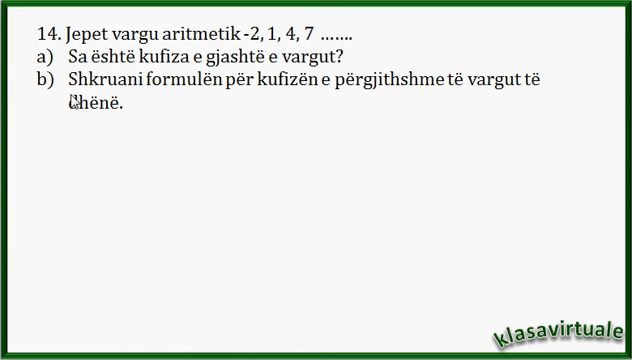 14. Jepet vargu aritmetik -2, 1, 4, 7 .......
a) Sa është kufiza e gjashtë e vargut?
b) Shkruani formulën për kufizën e përgjithshme të vargut të
dhënë.
klasavirtuale